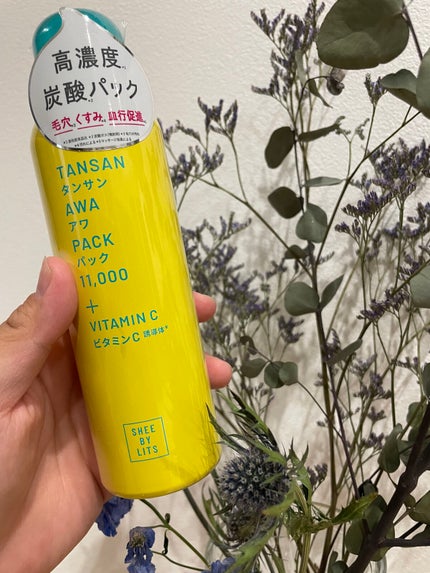 高濃度
炭酸パック
毛穴 くすみ 血行促進
TANSAN
タンサン
AWA
アワ
PACK
パック
11,000
+
VITAMIN C
ビタミンC 誘導体
SHEE
BY
LITS